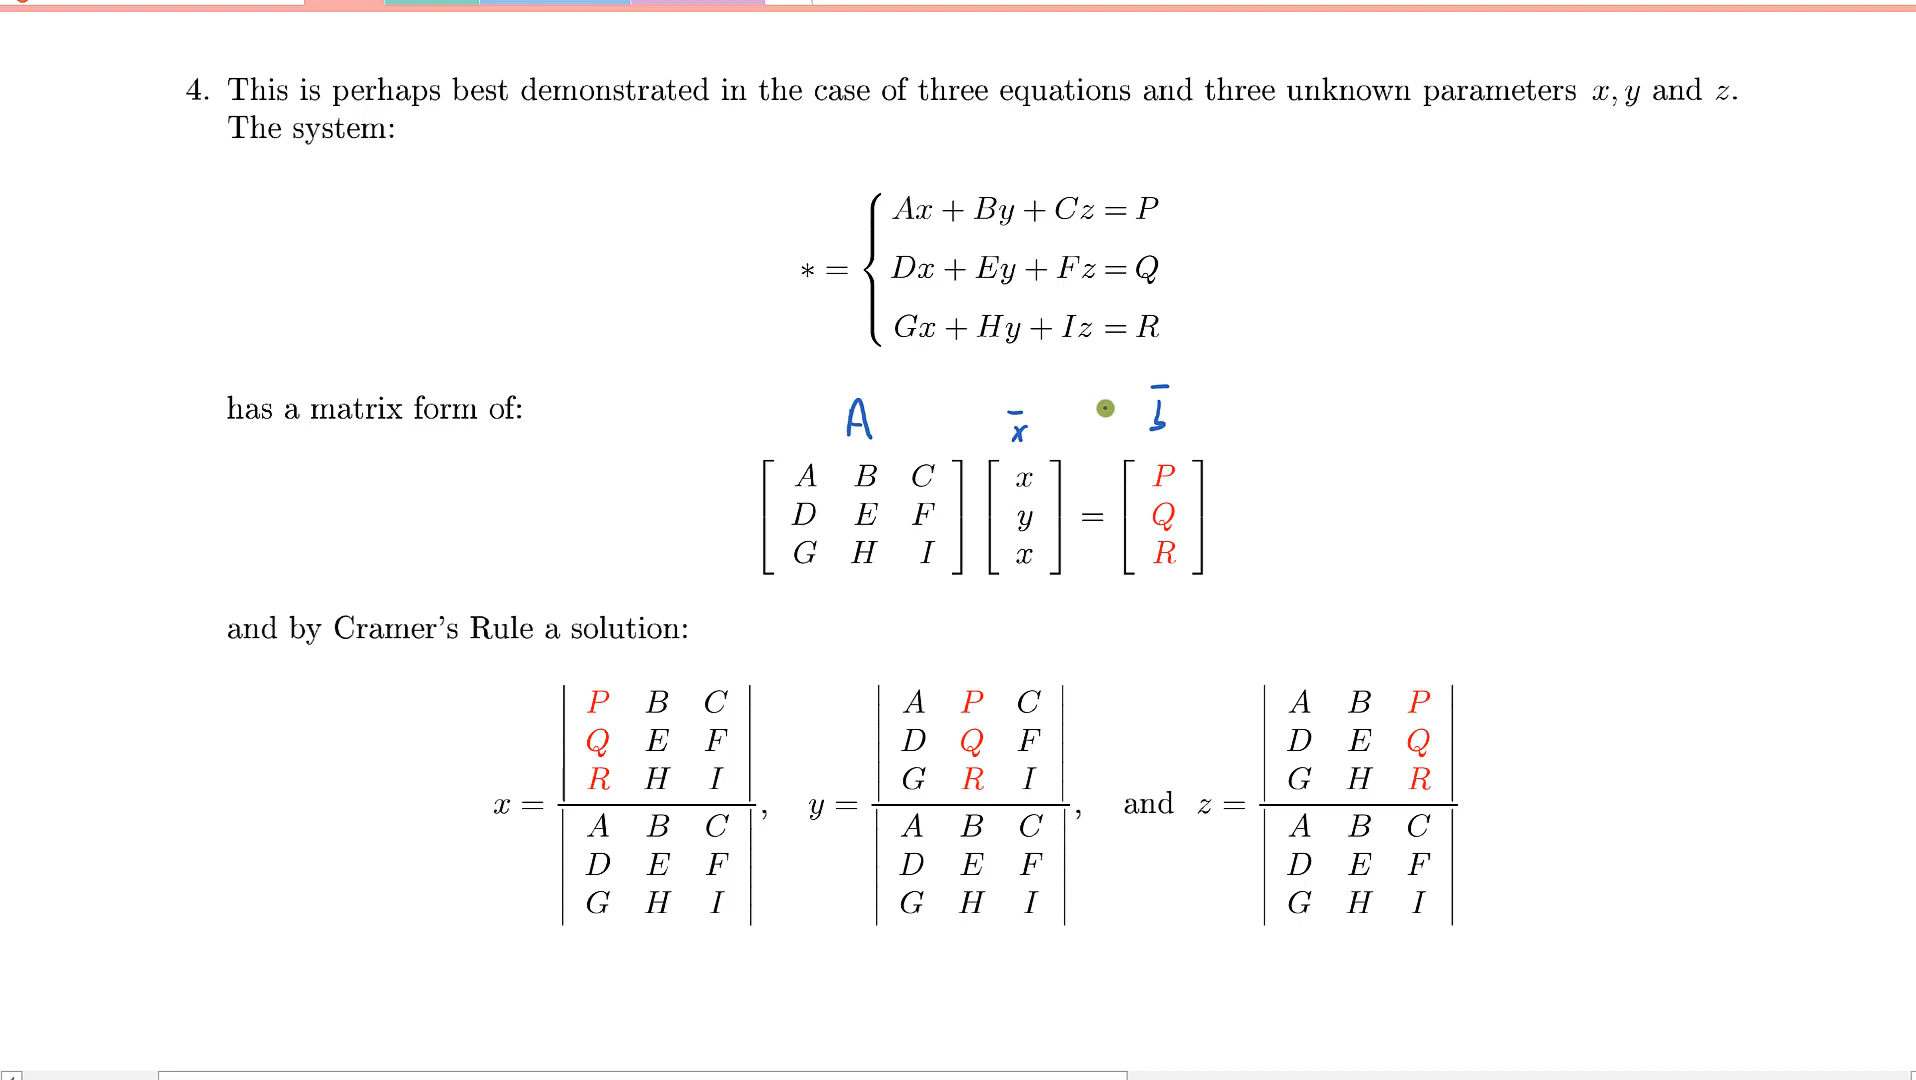 4. This is perhaps best demonstrated in the case of three equations and three unknown parameters x, y and z.
The system:
Ax + By + Cz = P
* = { Dx + Ey + Fz = Q
Gx + Hy + Iz = R
has a matrix form of:
A x̄ b̄
[ A B C ] [ x ] [ P ]
[ D E F ] [ y ] = [ Q ]
[ G H I ] [ x ] [ R ]
and by Cramer's Rule a solution:
| P B C | | A P C | | A B P |
| Q E F | | D Q F | | D E Q |
| R H I | | G R I | | G H R |
x = ———, y = ———, and z = ———
| A B C | | A B C | | A B C |
| D E F | | D E F | | D E F |
| G H I | | G H I | | G H I |